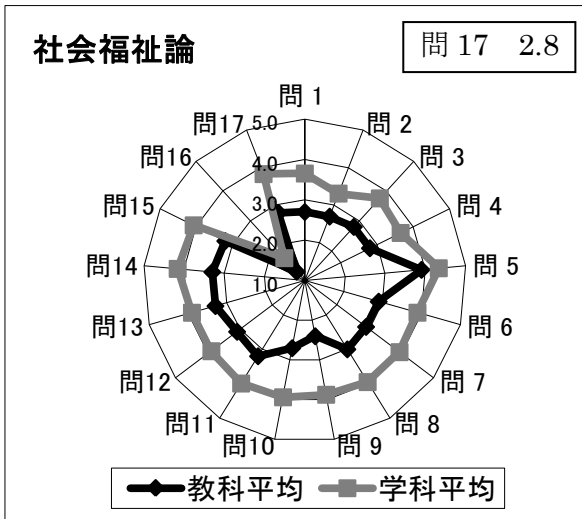 社会福祉論
問 17 2.8
問 1
問 2
問 3
問 4
問 5
問 6
問 7
問 8
問 9
問10
問11
問12
問13
問14
問15
問16
問17
5.0
4.0
3.0
2.0
1.0
教科平均 学科平均